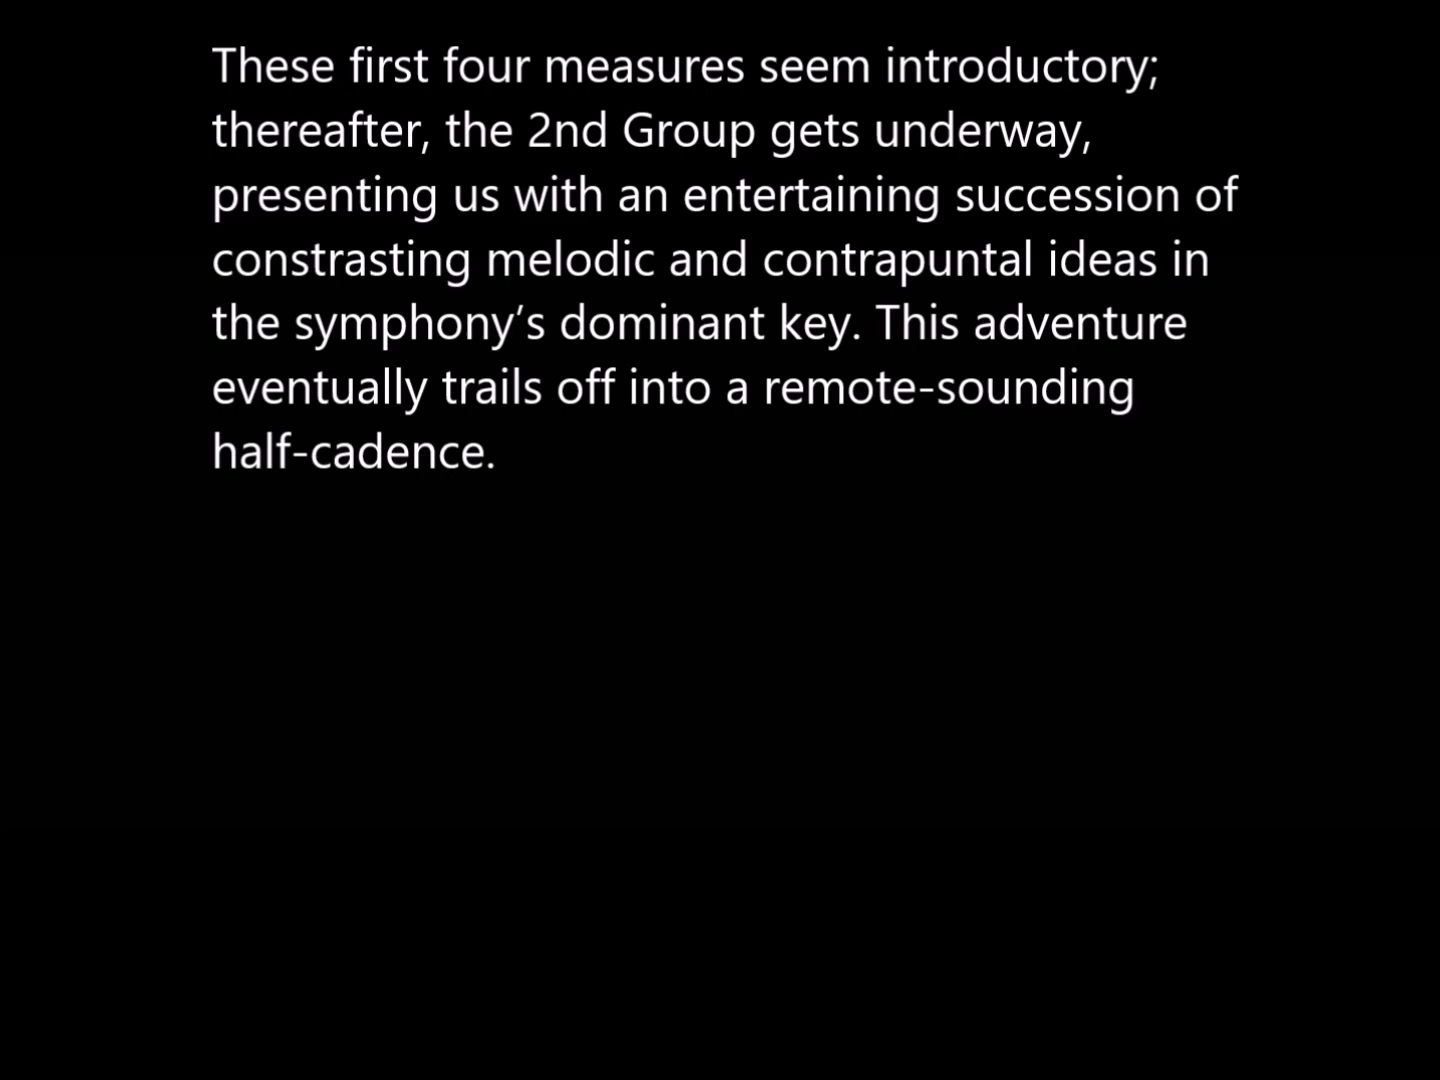 These first four measures seem introductory;
thereafter, the 2nd Group gets underway,
presenting us with an entertaining succession of
constrasting melodic and contrapuntal ideas in
the symphony’s dominant key. This adventure
eventually trails off into a remote-sounding
half-cadence.